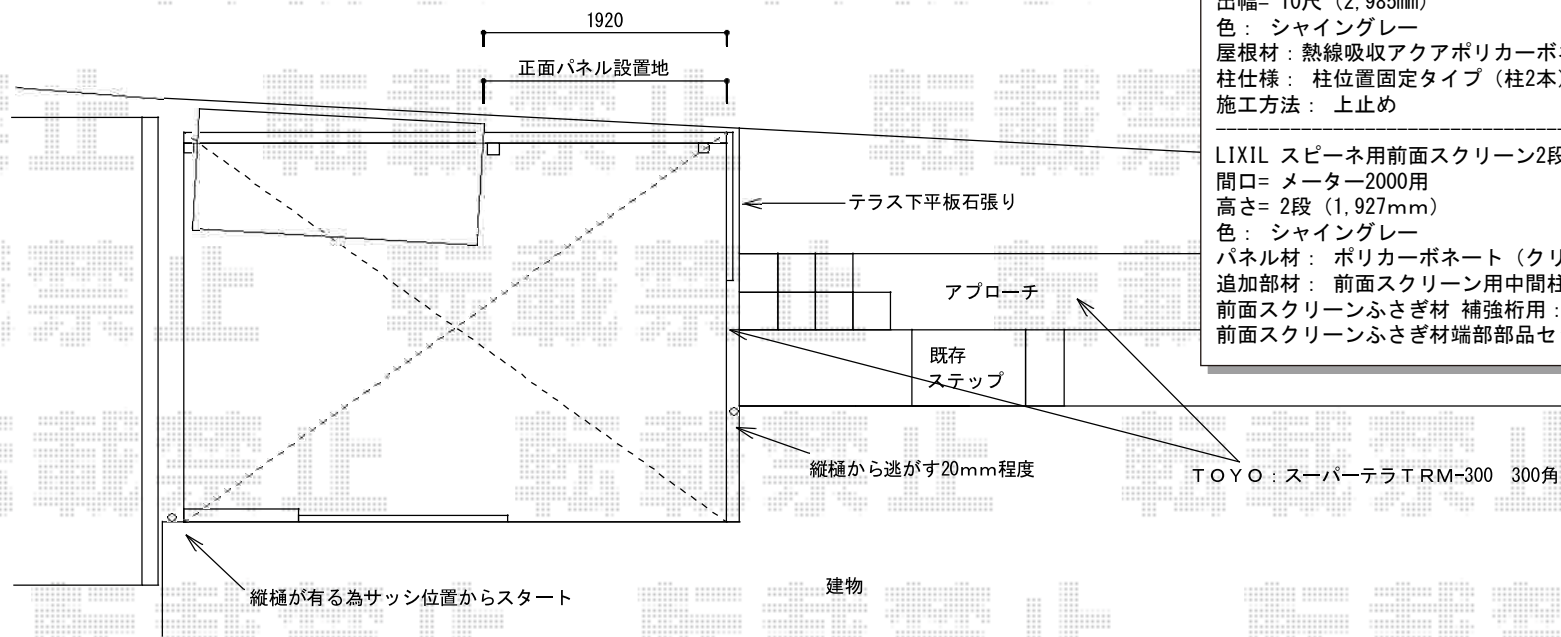 1920
正面パネル設置地
出幅= 10尺（2,985mm）
色： シャイングレー
屋根材：熱線吸収アクアポリカーボネ
柱仕様： 柱位置固定タイプ（柱2本）
施工方法： 上止め
LIXIL スピーネ用前面スクリーン2段
間口= メーター2000用
高さ= 2段（1,927mm）
色： シャイングレー
パネル材： ポリカーボネート（クリ
追加部材： 前面スクリーン用中間柱
前面スクリーンふさぎ材 補強桁用：
前面スクリーンふさぎ材端部部品セ
テラス下平板石張り
アプローチ
既存
ステップ
縦樋から逃がす20mm程度
ＴＯＹＯ：スーパーテラＴＲＭ-300 300角
縦樋が有る為サッシ位置からスタート
建物
転載禁止